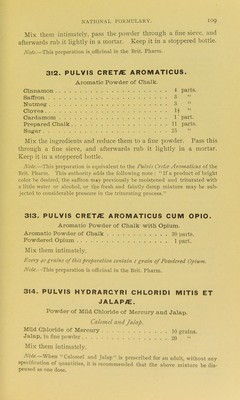 NATIONAL FORMULARY. 109
Mix them intimately, pass the powder through a fine sieve, and
afterwards rub it lightly in a mortar. Keep it in a stoppered bottle.
Note.—This preparation is officinal in the Brit. Pharm.
312. PULVIS CRETÆ AROMATICUS.
Aromatic Powder of Chalk.
Cinnamon . . . . . . . . . . . . . . . . . 4 parts.
Saffron . . . . . . . . . . . . . . . . . 3 "
Nutmeg . . . . . . . . . . . . . . . . . 3 "
Cloves . . . . . . . . . . . . . . . . . 1½ "
Cardamom . . . . . . . . . . . . . . . . 1 part.
Prepared Chalk . . . . . . . . . . . . . 11 parts.
Sugar . . . . . . . . . . . . . . . . . . 25 "
Mix the ingredients and reduce them to a fine powder. Pass this
through a fine sieve, and afterwards rub it lightly in a mortar.
Keep it in a stoppered bottle.
Note.—This preparation is equivalent to the Pulvis Cretæ Aromaticus of the
Brit. Pharm. This authority adds the following note: "If a product of bright
color be desired, the saffron may previously be moistened and triturated with
a little water or alcohol, or the fresh and faintly damp mixture may be sub-
jected to considerable pressure in the triturating process."
313. PULVIS CRETÆ AROMATICUS CUM OPIO.
Aromatic Powder of Chalk with Opium.
Aromatic Powder of Chalk . . . . . . . . . . 39 parts.
Powdered Opium . . . . . . . . . . . . . . 1 part.
Mix them intimately.
Every 40 grains of this preparation contain 1 grain of Powdered Opium.
Note.—This preparation is officinal in the Brit. Pharm.
314. PULVIS HYDRARGYRI CHLORIDI MITIS ET
JALAPÆ.
Powder of Mild Chloride of Mercury and Jalap.
Calomel and Jalap.
Mild Chloride of Mercury . . . . . . . . . . 10 grains.
Jalap, in fine powder . . . . . . . . . . . 20 "
Mix them intimately.
Note.—When "Calomel and Jalap" is prescribed for an adult, without any
specification of quantities, it is recommended that the above mixture be dis-
pensed as one dose.